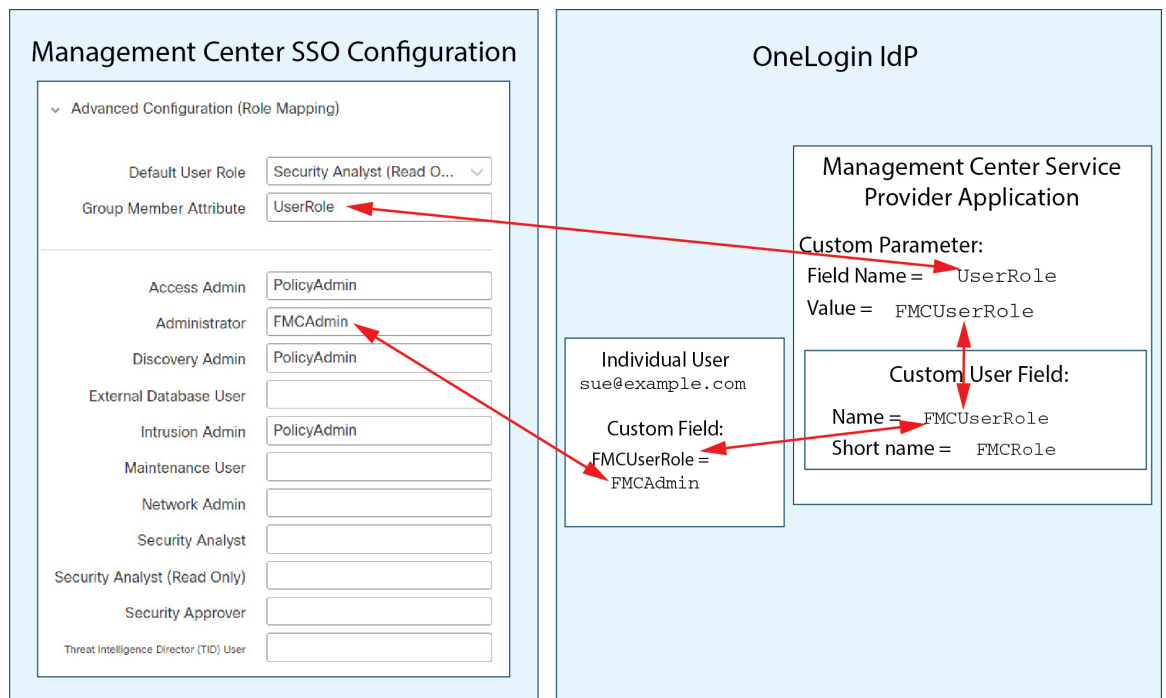 Management Center SSO Configuration
Advanced Configuration (Role Mapping)
Default User Role Security Analyst (Read O...
Group Member Attribute UserRole
Access Admin PolicyAdmin
Administrator FMCAdmin
Discovery Admin PolicyAdmin
External Database User
Intrusion Admin PolicyAdmin
Maintenance User
Network Admin
Security Analyst
Security Analyst (Read Only)
Security Approver
Threat Intelligence Director (TID) User
OneLogin IdP
Individual User
sue@example.com
Custom Field:
FMCUserRole =
FMCAdmin
Management Center Service
Provider Application
Custom Parameter:
Field Name = UserRole
Value = FMCUserRole
Custom User Field:
Name = FMCUserRole
Short name = FMCRole